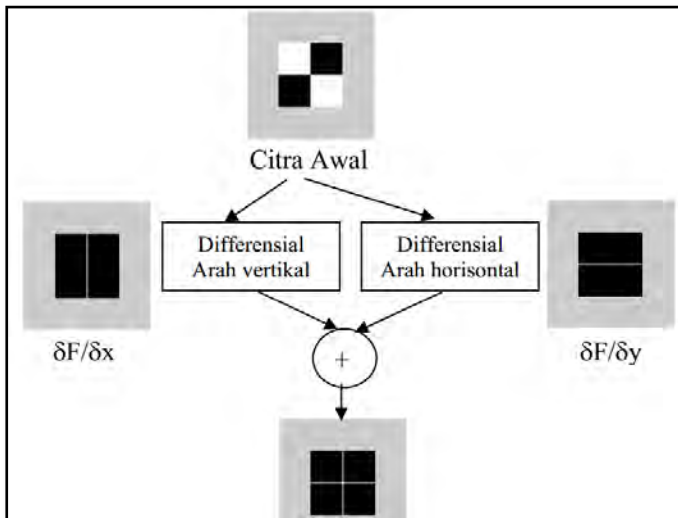 Citra Awal
Differensial
Arah vertikal
Differensial
Arah horisontal
δF/δx
δF/δy
+